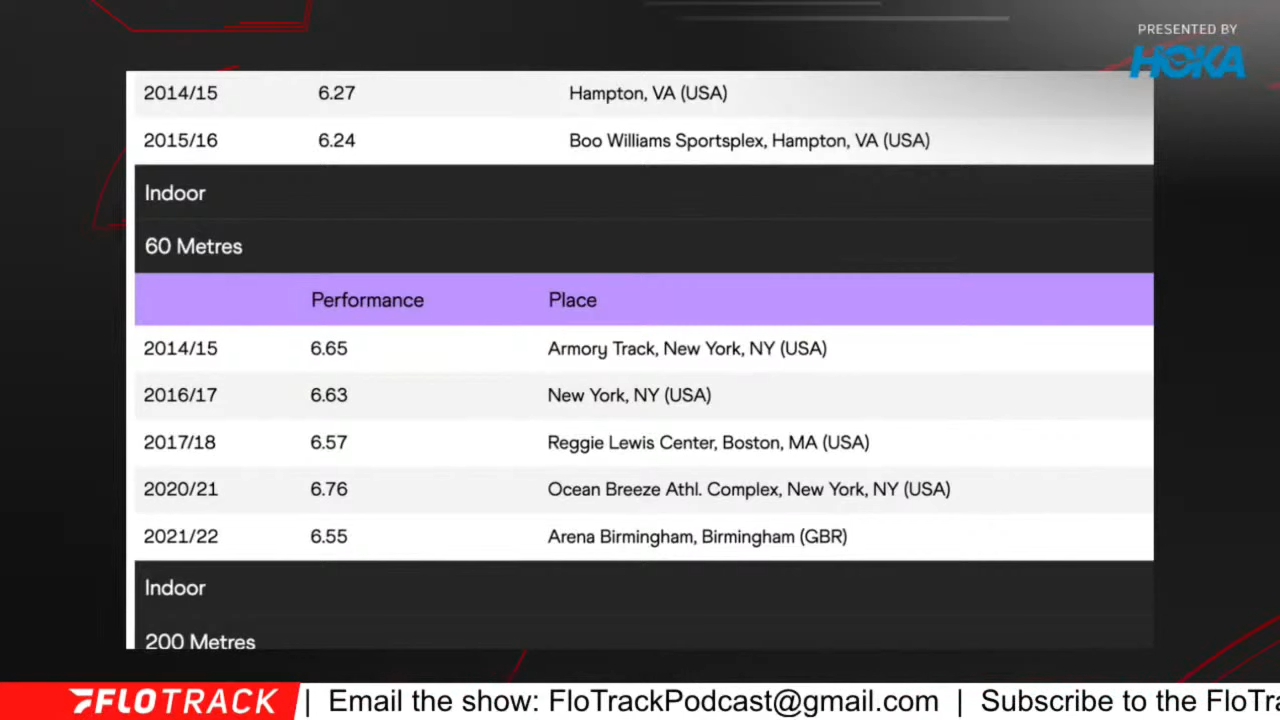 PRESENTED BY
HOKA
2014/15 6.27 Hampton, VA (USA)
2015/16 6.24 Boo Williams Sportsplex, Hampton, VA (USA)
Indoor
60 Metres
Performance Place
2014/15 6.65 Armory Track, New York, NY (USA)
2016/17 6.63 New York, NY (USA)
2017/18 6.57 Reggie Lewis Center, Boston, MA (USA)
2020/21 6.76 Ocean Breeze Athl. Complex, New York, NY (USA)
2021/22 6.55 Arena Birmingham, Birmingham (GBR)
Indoor
200 Metres
FLOTRACK | Email the show: FloTrackPodcast@gmail.com | Subscribe to the FloTra